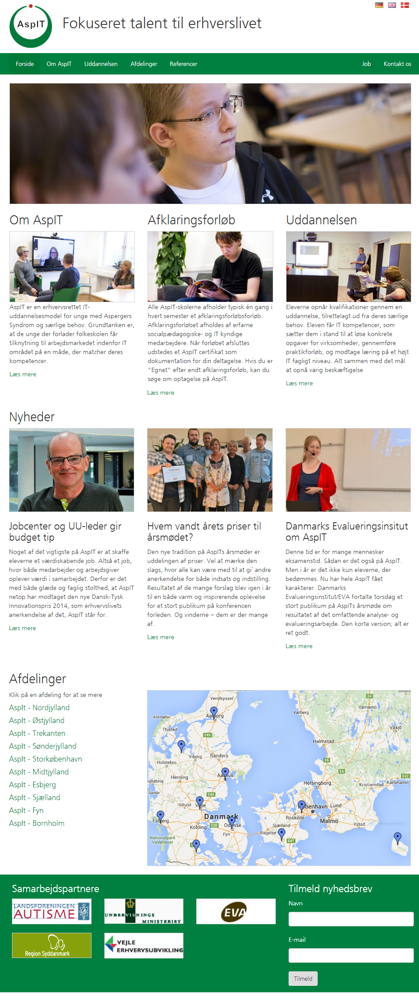 AspIT
Fokuseret talent til erhverslivet
Forside Om AspIT Uddannelsen Afdelinger Referencer Job Kontakt os
Om AspIT
AspIT er en erhvervsrettet IT-
uddannelsesmodel for unge med Aspergers
Syndrom og særlige behov. Grundtanken er,
at de unge der forlader folkeskolen får
tilknytning til arbejdsmarkedet indenfor IT
området på en måde, der matcher deres
kompetencer.
Læs mere
Afklaringsforløb
Alle AspIT-skolerne afholder typisk én gang i
hvert semester et afklaringsforløbsforløb.
Afklaringsforløbet afholdes af erfarne
socialpædagogiske- og IT kyndige
medarbejdere. Når forløbet afsluttes
udstedes et AspIT certifikat som
dokumentation for din deltagelse. Hvis du er
"Egnet" efter endt afklaringsforløb, kan du
søge om optagelse på AspIT.
Læs mere
Uddannelsen
Eleverne opnår kvalifikationer gennem en
uddannelse, tilrettelagt ud fra deres særlige
behov. Eleven får IT kompetencer, som
sætter dem i stand til at løse konkrete
opgaver for virksomheder, gennemføre
praktikforløb, og modtage læring på et højt
IT fagligt niveau. Alt sammen med det mål
at opnå varig beskæftigelse
Læs mere
Nyheder
Jobcenter og UU-leder gir
budget tip
Noget af det vigtigste på AspIT er at skaffe
eleverne et værdiskabende job. Altså et job,
hvor både medarbejder og arbejdsgiver
oplever værdi i samarbejdet. Derfor er det
med både glæde og faglig stolthed, at AspIT
netop har modtaget den nye Dansk-Tysk
Innovationspris 2014, som erhvervslivets
anerkendelse af det, AspIT står for.
Læs mere
Hvem vandt årets priser til
årsmødet?
Den nye tradition på AspITs årsmøder er
uddelingen af priser. Vel at mærke den
slags, hvor alle kan være med til at gi´ andre
anerkendelse for både indsats og indstilling.
Resultatet af de mange forslag blev igen i år
til en både varm og inspirerende oplevelse
for et stort publikum på konferencen
forleden. Og vinderne – dem er der mange
af.
Læs mere
Danma
Danmarks Evalueringsinsitut
om AspIT
Denne tid er for mange mennesker
eksamenstid. Sådan er det også på AspIT.
Men i år er det ikke kun eleverne, der
bedømmes. Nu har hele AspIT fået
karakterer. Danmarks
Evalueringsinstitut/EVA fortalte torsdag et
stort publikum på AspITs årsmøde om
resultatet af det omfattende analyse- og
evalueringsarbejde. Den korte version; alt er
ret godt.
Læs mere
Afdelinger
Klik på en afdeling for at se mere
AspIt - Nordjylland
AspIt - Østjylland
AspIt - Trekanten
AspIt - Sønderjylland
AspIt - Storkøbenhavn
AspIt - Midtjylland
AspIt - Esbjerg
AspIt - Sjælland
AspIt - Fyn
AspIt - Bornholm
Vendsyssel
E4
Värnamo
Varberg
Klitmøller
Aalborg
Thisted
E45
Växjö
Halmstad
Viborg Randers
Holstebro
E6
E4
Herning
Aarhus
E22
Helsingborg
Kristianstad Karlshamn
Sande
E45
Billund Vejle
København Lund
Danmark
Roskilde
Malmö
Esbjerg
Kolding
E20
Odense
Sjælland
Ystad
Fyn
Slagelse
Nationalpark
Vadehavet
E47
Samarbejdspartnere
LANDSFORENINGEN
AUTISME
UNDERVISNINGS
MINISTERIET
EVA
Region Syddanmark
VEJLE
ERHVERVSUDVIKLING
Tilmeld nyhedsbrev
Navn
E-mail
Tilmeld